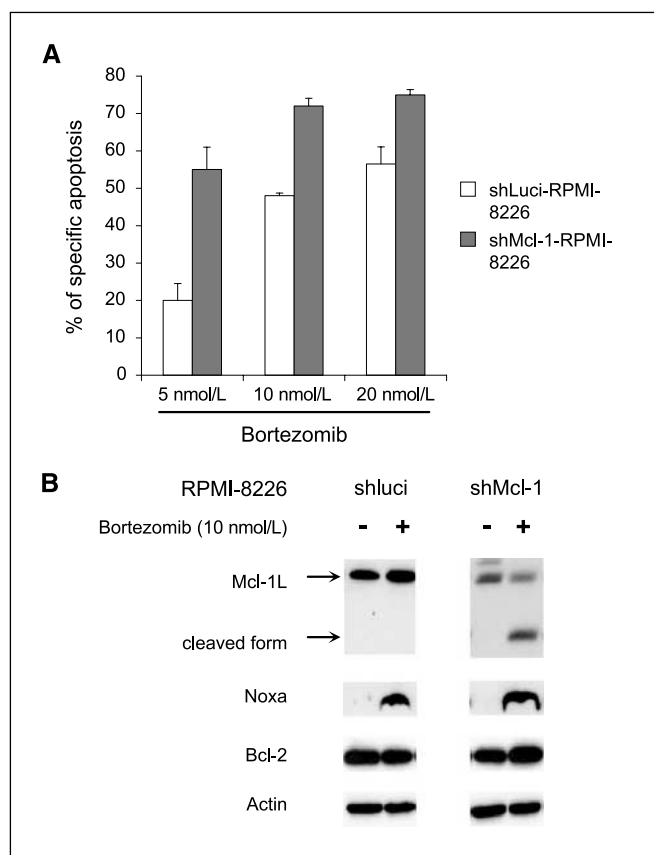 A
80
70
60
50
40
30
20
10
0
% of specific apoptosis
5 nmol/L 10 nmol/L 20 nmol/L
Bortezomib
shLuci-RPMI-
8226
shMcl-1-RPMI-
8226
B
RPMI-8226 shluci shMcl-1
Bortezomib (10 nmol/L) - + - +
Mcl-1L
cleaved form
Noxa
Bcl-2
Actin